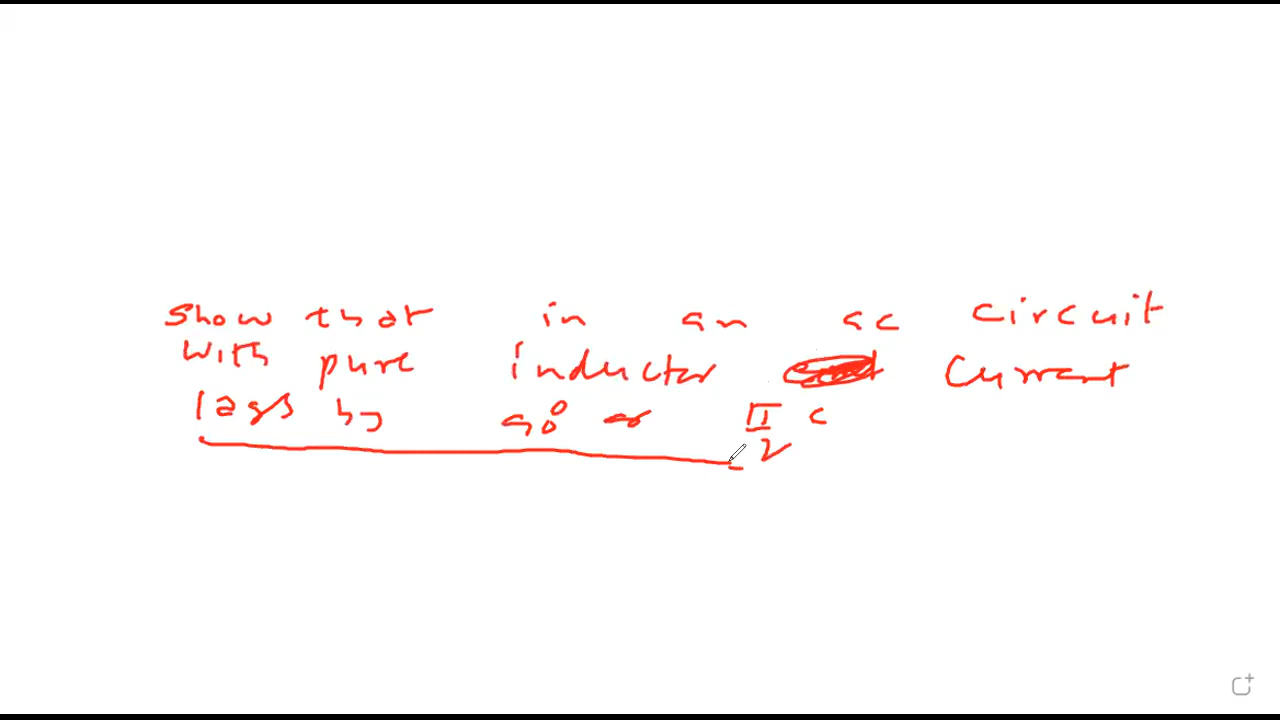 show that in an ac circuit
with pure inductor current
lags by 90° or π/2 c